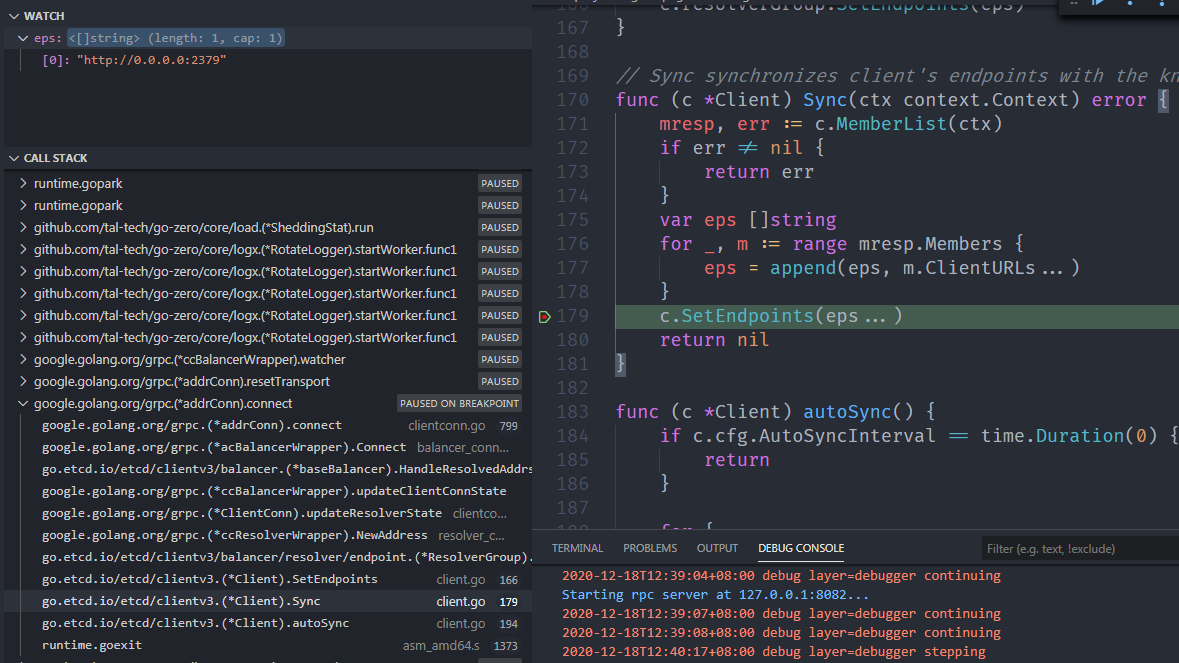 WATCH
eps: <[]string> (length: 1, cap: 1)
[0]: "http://0.0.0.0:2379"
CALL STACK
runtime.gopark PAUSED
runtime.gopark PAUSED
github.com/tal-tech/go-zero/core/load.(*SheddingStat).run PAUSED
github.com/tal-tech/go-zero/core/logx.(*RotateLogger).startWorker.func1 PAUSED
github.com/tal-tech/go-zero/core/logx.(*RotateLogger).startWorker.func1 PAUSED
github.com/tal-tech/go-zero/core/logx.(*RotateLogger).startWorker.func1 PAUSED
github.com/tal-tech/go-zero/core/logx.(*RotateLogger).startWorker.func1 PAUSED
github.com/tal-tech/go-zero/core/logx.(*RotateLogger).startWorker.func1 PAUSED
google.golang.org/grpc.(*ccBalancerWrapper).watcher PAUSED
google.golang.org/grpc.(*addrConn).resetTransport PAUSED
google.golang.org/grpc.(*addrConn).connect PAUSED ON BREAKPOINT
google.golang.org/grpc.(*addrConn).connect clientconn.go 799
google.golang.org/grpc.(*acBalancerWrapper).Connect balancer_conn...
go.etcd.io/etcd/clientv3/balancer.(*baseBalancer).HandleResolvedAddrs
google.golang.org/grpc.(*ccBalancerWrapper).updateClientConnState
google.golang.org/grpc.(*ClientConn).updateResolverState clientco...
google.golang.org/grpc.(*ccResolverWrapper).NewAddress resolver_c...
go.etcd.io/etcd/clientv3/balancer/resolver/endpoint.(*ResolverGroup).
go.etcd.io/etcd/clientv3.(*Client).SetEndpoints client.go 166
go.etcd.io/etcd/clientv3.(*Client).Sync client.go 179
go.etcd.io/etcd/clientv3.(*Client).autoSync client.go 194
runtime.goexit asm_amd64.s 1373
166 c.resolverGroup.SetEndpoints(eps)
167 }
168
169 // Sync synchronizes client's endpoints with the kn
170 func (c *Client) Sync(ctx context.Context) error {
171 mresp, err := c.MemberList(ctx)
172 if err ≠ nil {
173 return err
174 }
175 var eps []string
176 for _, m := range mresp.Members {
177 eps = append(eps, m.ClientURLs...)
178 }
179 c.SetEndpoints(eps...)
180 return nil
181 }
182
183 func (c *Client) autoSync() {
184 if c.cfg.AutoSyncInterval == time.Duration(0) {
185 return
186 }
187
188 for {
TERMINAL PROBLEMS OUTPUT DEBUG CONSOLE Filter (e.g. text, !exclude)
2020-12-18T12:39:04+08:00 debug layer=debugger continuing
Starting rpc server at 127.0.0.1:8082...
2020-12-18T12:39:07+08:00 debug layer=debugger continuing
2020-12-18T12:39:08+08:00 debug layer=debugger continuing
2020-12-18T12:40:17+08:00 debug layer=debugger stepping